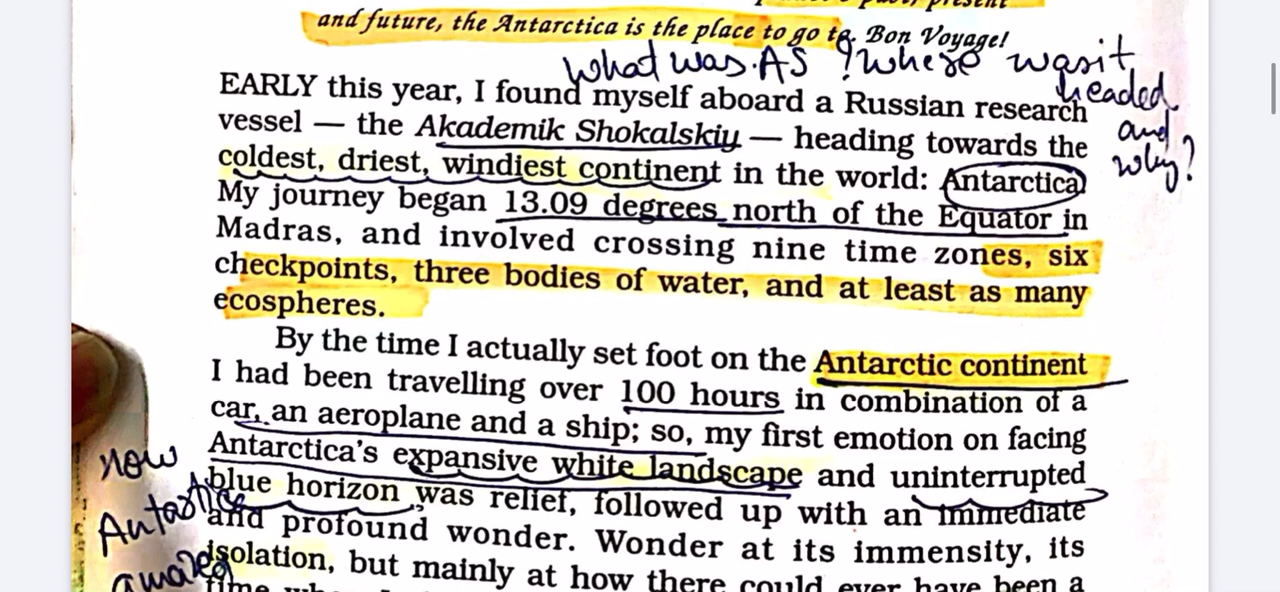 and future, the Antarctica is the place to go to. Bon Voyage!
What was AS ? where was it
headed
and
why?
EARLY this year, I found myself aboard a Russian research
vessel — the Akademik Shokalskiy — heading towards the
coldest, driest, windiest continent in the world: Antarctica
My journey began 13.09 degrees north of the Equator in
Madras, and involved crossing nine time zones, six
checkpoints, three bodies of water, and at least as many
ecospheres.
By the time I actually set foot on the Antarctic continent
I had been travelling over 100 hours in combination of a
car, an aeroplane and a ship; so, my first emotion on facing
Antarctica's expansive white landscape and uninterrupted
blue horizon was relief, followed up with an immediate
and profound wonder. Wonder at its immensity, its
isolation, but mainly at how there could ever have been a
now